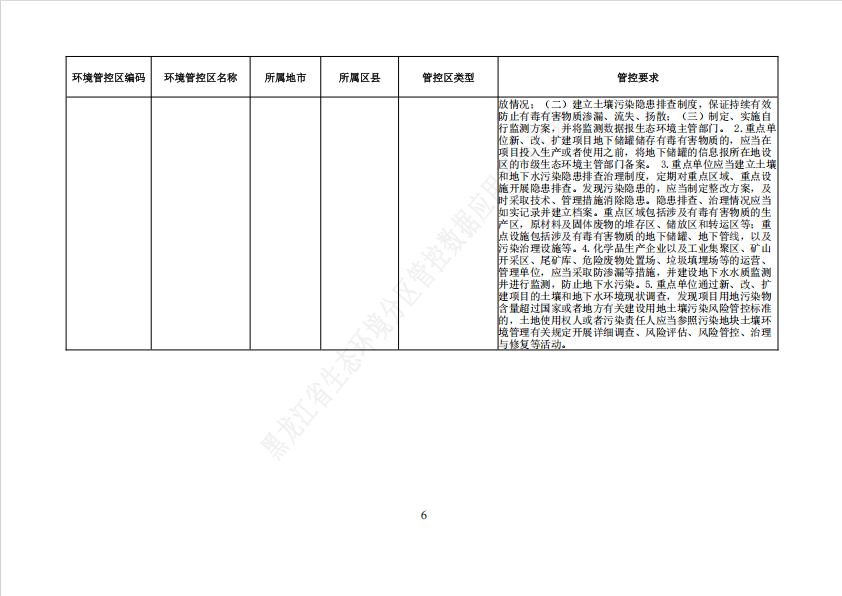 环境管控区编码 环境管控区名称 所属地市 所属区县 管控区类型 管控要求
放情况；（二）建立土壤污染隐患排查制度，保证持续有效
防止有毒有害物质渗漏、流失、扬散；（三）制定、实施自
行监测方案，并将监测数据报生态环境主管部门。 2.重点单
位新、改、扩建项目地下储罐储存有毒有害物质的，应当在
项目投入生产或者使用之前，将地下储罐的信息报所在地设
区的市级生态环境主管部门备案。 3.重点单位应当建立土壤
和地下水污染隐患排查治理制度，定期对重点区域、重点设
施开展隐患排查。发现污染隐患的，应当制定整改方案，及
时采取技术、管理措施消除隐患。隐患排查、治理情况应当
如实记录并建立档案。重点区域包括涉及有毒有害物质的生
产区，原材料及固体废物的堆存区、储放区和转运区等；重
点设施包括涉及有毒有害物质的地下储罐、地下管线，以及
污染治理设施等。4.化学品生产企业以及工业集聚区、矿山
开采区、尾矿库、危险废物处置场、垃圾填埋场等的运营、
管理单位，应当采取防渗漏等措施，并建设地下水水质监测
井进行监测，防止地下水污染。5.重点单位通过新、改、扩
建项目的土壤和地下水环境现状调查，发现项目用地污染物
含量超过国家或者地方有关建设用地土壤污染风险管控标准
的，土地使用权人或者污染责任人应当参照污染地块土壤环
境管理有关规定开展详细调查、风险评估、风险管控、治理
与修复等活动。
黑龙江省生态环境分区管控数据应用
6